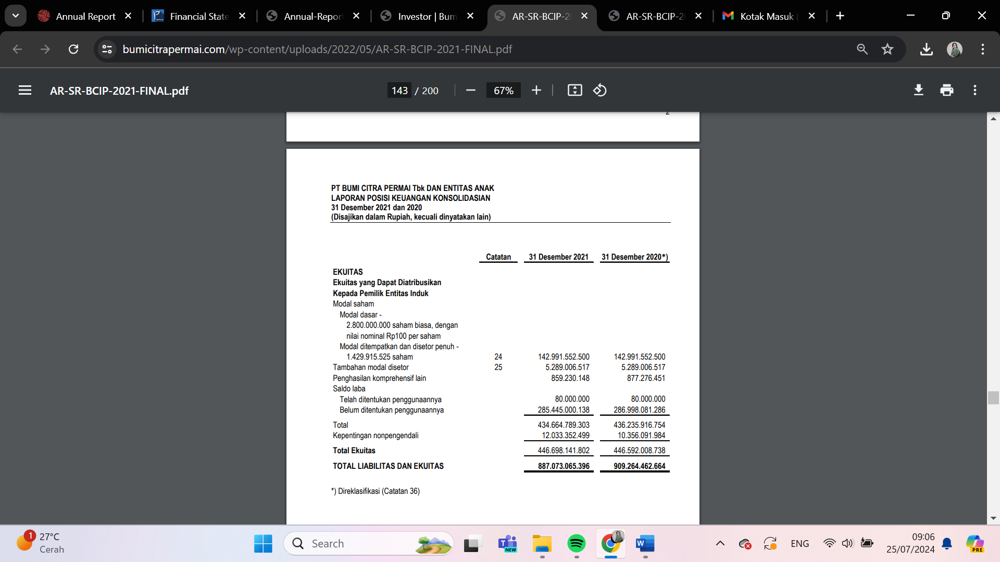 Annual Report
Financial State
Annual-Repor
Investor | Bum
AR-SR-BCIP-2
AR-SR-BCIP-2
Kotak Masuk (
bumicitrapermai.com/wp-content/uploads/2022/05/AR-SR-BCIP-2021-FINAL.pdf
AR-SR-BCIP-2021-FINAL.pdf
143 / 200
67%
2
PT BUMI CITRA PERMAI Tbk DAN ENTITAS ANAK
LAPORAN POSISI KEUANGAN KONSOLIDASIAN
31 Desember 2021 dan 2020
(Disajikan dalam Rupiah, kecuali dinyatakan lain)
Catatan 31 Desember 2021 31 Desember 2020*)
EKUITAS
Ekuitas yang Dapat Diatribusikan
Kepada Pemilik Entitas Induk
Modal saham
Modal dasar -
2.800.000.000 saham biasa, dengan
nilai nominal Rp100 per saham
Modal ditempatkan dan disetor penuh -
1.429.915.525 saham 24 142.991.552.500 142.991.552.500
Tambahan modal disetor 25 5.289.006.517 5.289.006.517
Penghasilan komprehensif lain 859.230.148 877.276.451
Saldo laba
Telah ditentukan penggunaannya 80.000.000 80.000.000
Belum ditentukan penggunaannya 285.445.000.138 286.998.081.286
Total 434.664.789.303 436.235.916.754
Kepentingan nonpengendali 12.033.352.499 10.356.091.984
Total Ekuitas 446.698.141.802 446.592.008.738
TOTAL LIABILITAS DAN EKUITAS 887.073.065.396 909.264.462.664
*) Direklasifikasi (Catatan 36)
1
27°C
Cerah
Search
T
NEW
W
ENG
09:06
25/07/2024
PRE